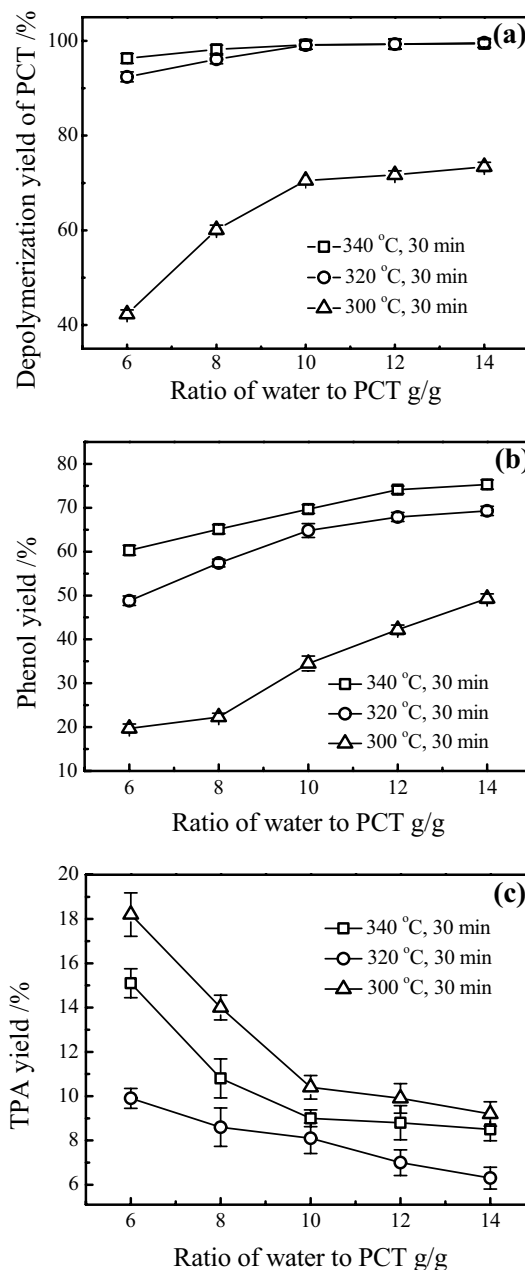 (a)
Depolymerization yield of PCT /%
100
80
60
40
340 °C, 30 min
320 °C, 30 min
300 °C, 30 min
6 8 10 12 14
Ratio of water to PCT g/g
(b)
Phenol yield /%
80
70
60
50
40
30
20
10
340 °C, 30 min
320 °C, 30 min
300 °C, 30 min
6 8 10 12 14
Ratio of water to PCT g/g
(c)
TPA yield /%
20
18
16
14
12
10
8
6
340 °C, 30 min
320 °C, 30 min
300 °C, 30 min
6 8 10 12 14
Ratio of water to PCT g/g